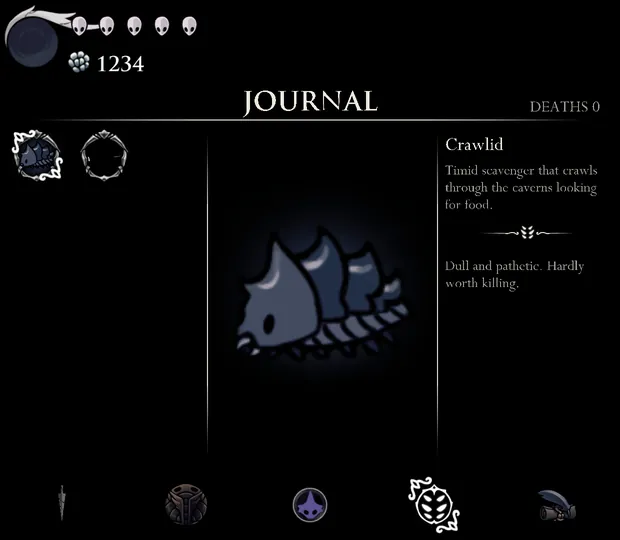 1234
JOURNAL
DEATHS 0
Crawlid
Timid scavenger that crawls
through the caverns looking
for food.
Dull and pathetic. Hardly
worth killing.